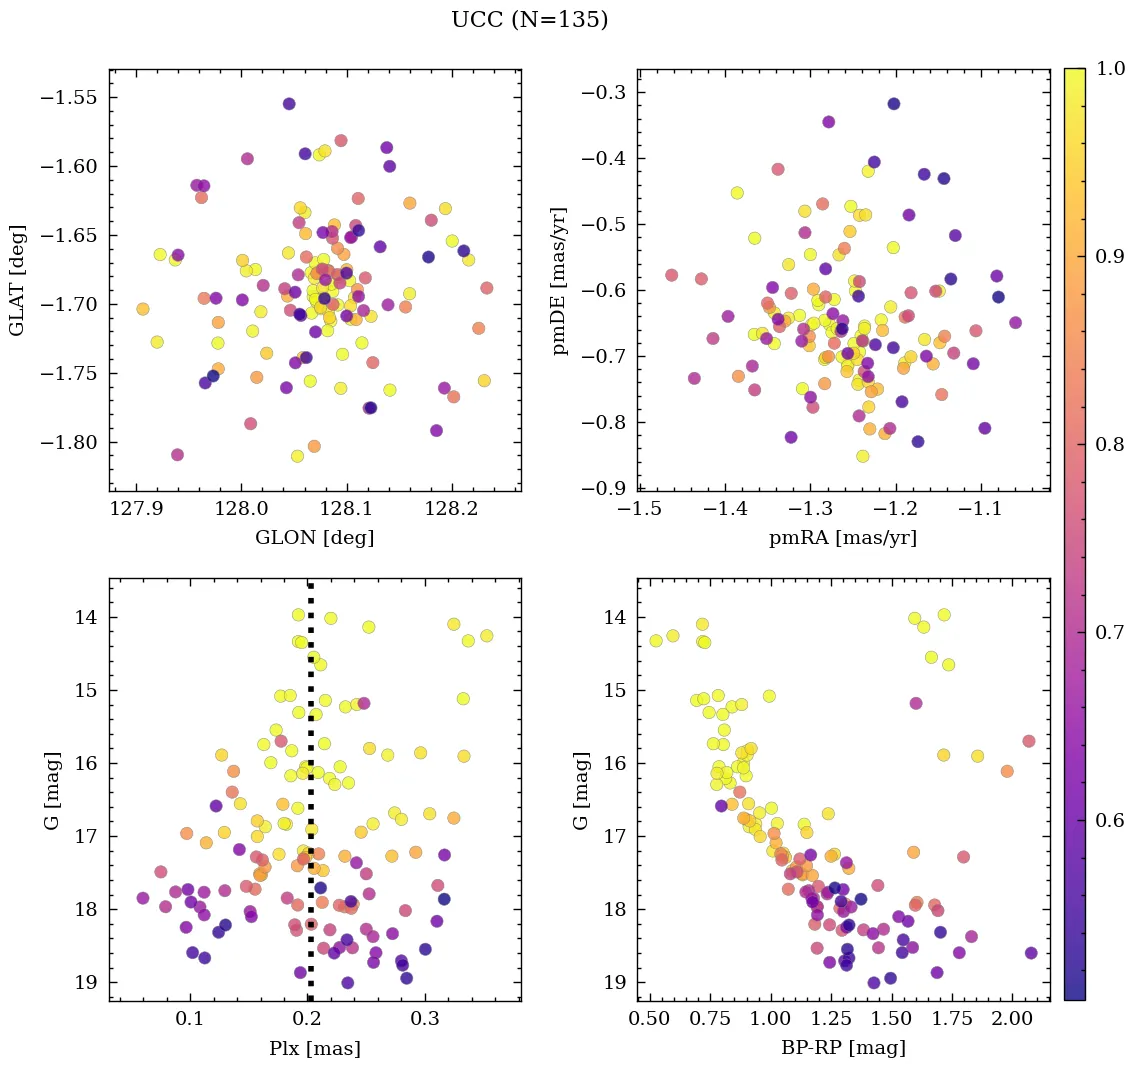 UCC (N=135)
−1.55
−1.60
−1.65
−1.70
−1.75
−1.80
GLAT [deg]
127.9 128.0 128.1 128.2
GLON [deg]
−0.3
−0.4
−0.5
−0.6
−0.7
−0.8
−0.9
pmDE [mas/yr]
−1.5 −1.4 −1.3 −1.2 −1.1
pmRA [mas/yr]
14
15
16
17
18
19
G [mag]
0.1 0.2 0.3
Plx [mas]
14
15
16
17
18
19
G [mag]
0.50 0.75 1.00 1.25 1.50 1.75 2.00
BP-RP [mag]
1.0
0.9
0.8
0.7
0.6